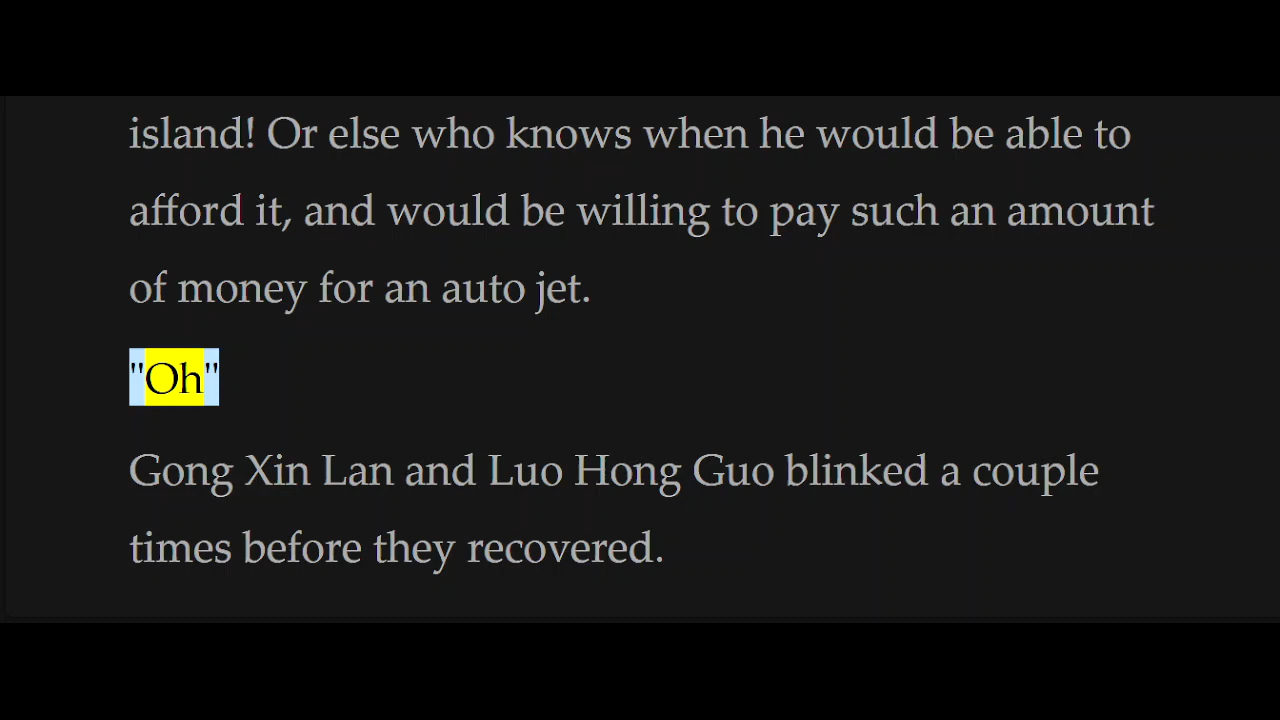 island! Or else who knows when he would be able to
afford it, and would be willing to pay such an amount
of money for an auto jet.
"Oh"
Gong Xin Lan and Luo Hong Guo blinked a couple
times before they recovered.